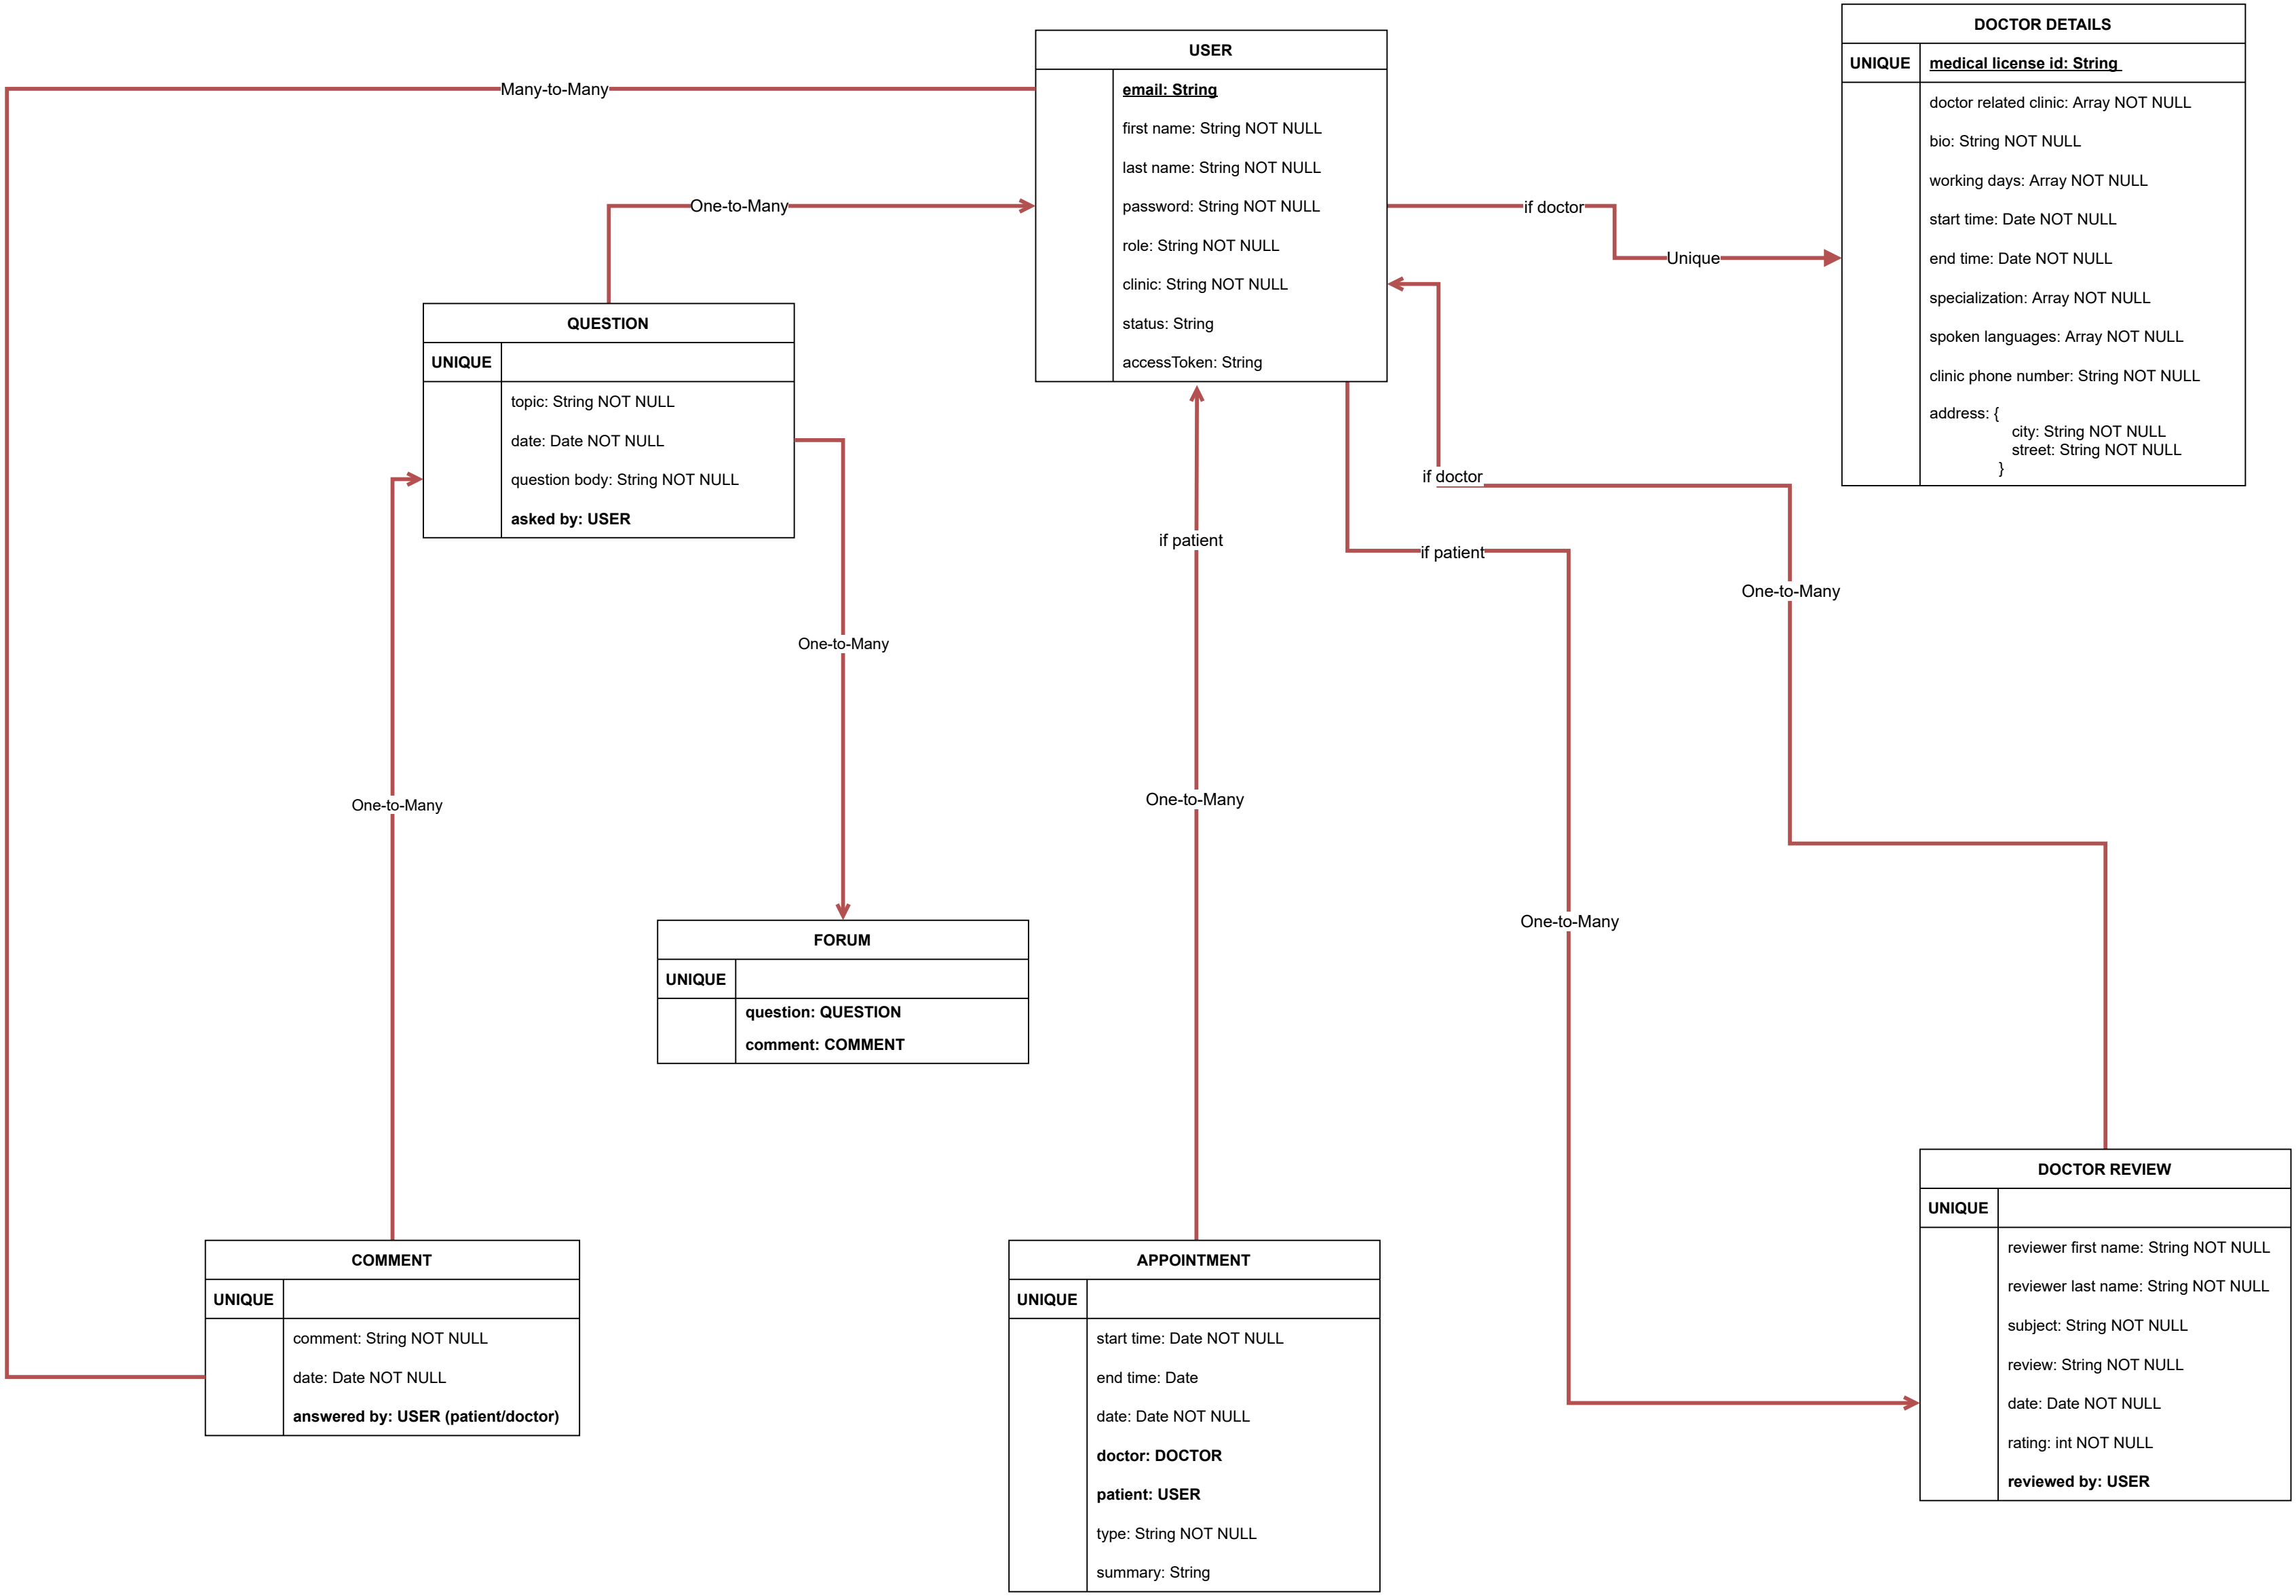 DOCTOR DETAILS
UNIQUE
medical license id: String
doctor related clinic: Array NOT NULL
bio: String NOT NULL
working days: Array NOT NULL
start time: Date NOT NULL
end time: Date NOT NULL
specialization: Array NOT NULL
spoken languages: Array NOT NULL
clinic phone number: String NOT NULL
address: {
city: String NOT NULL
street: String NOT NULL
}
USER
email: String
first name: String NOT NULL
last name: String NOT NULL
password: String NOT NULL
role: String NOT NULL
clinic: String NOT NULL
status: String
accessToken: String
Many-to-Many
One-to-Many
if doctor
Unique
QUESTION
UNIQUE
topic: String NOT NULL
date: Date NOT NULL
question body: String NOT NULL
asked by: USER
if doctor
if patient
if patient
One-to-Many
One-to-Many
One-to-Many
One-to-Many
One-to-Many
FORUM
UNIQUE
question: QUESTION
comment: COMMENT
DOCTOR REVIEW
UNIQUE
reviewer first name: String NOT NULL
reviewer last name: String NOT NULL
subject: String NOT NULL
review: String NOT NULL
date: Date NOT NULL
rating: int NOT NULL
reviewed by: USER
COMMENT
UNIQUE
comment: String NOT NULL
date: Date NOT NULL
answered by: USER (patient/doctor)
APPOINTMENT
UNIQUE
start time: Date NOT NULL
end time: Date
date: Date NOT NULL
doctor: DOCTOR
patient: USER
type: String NOT NULL
summary: String